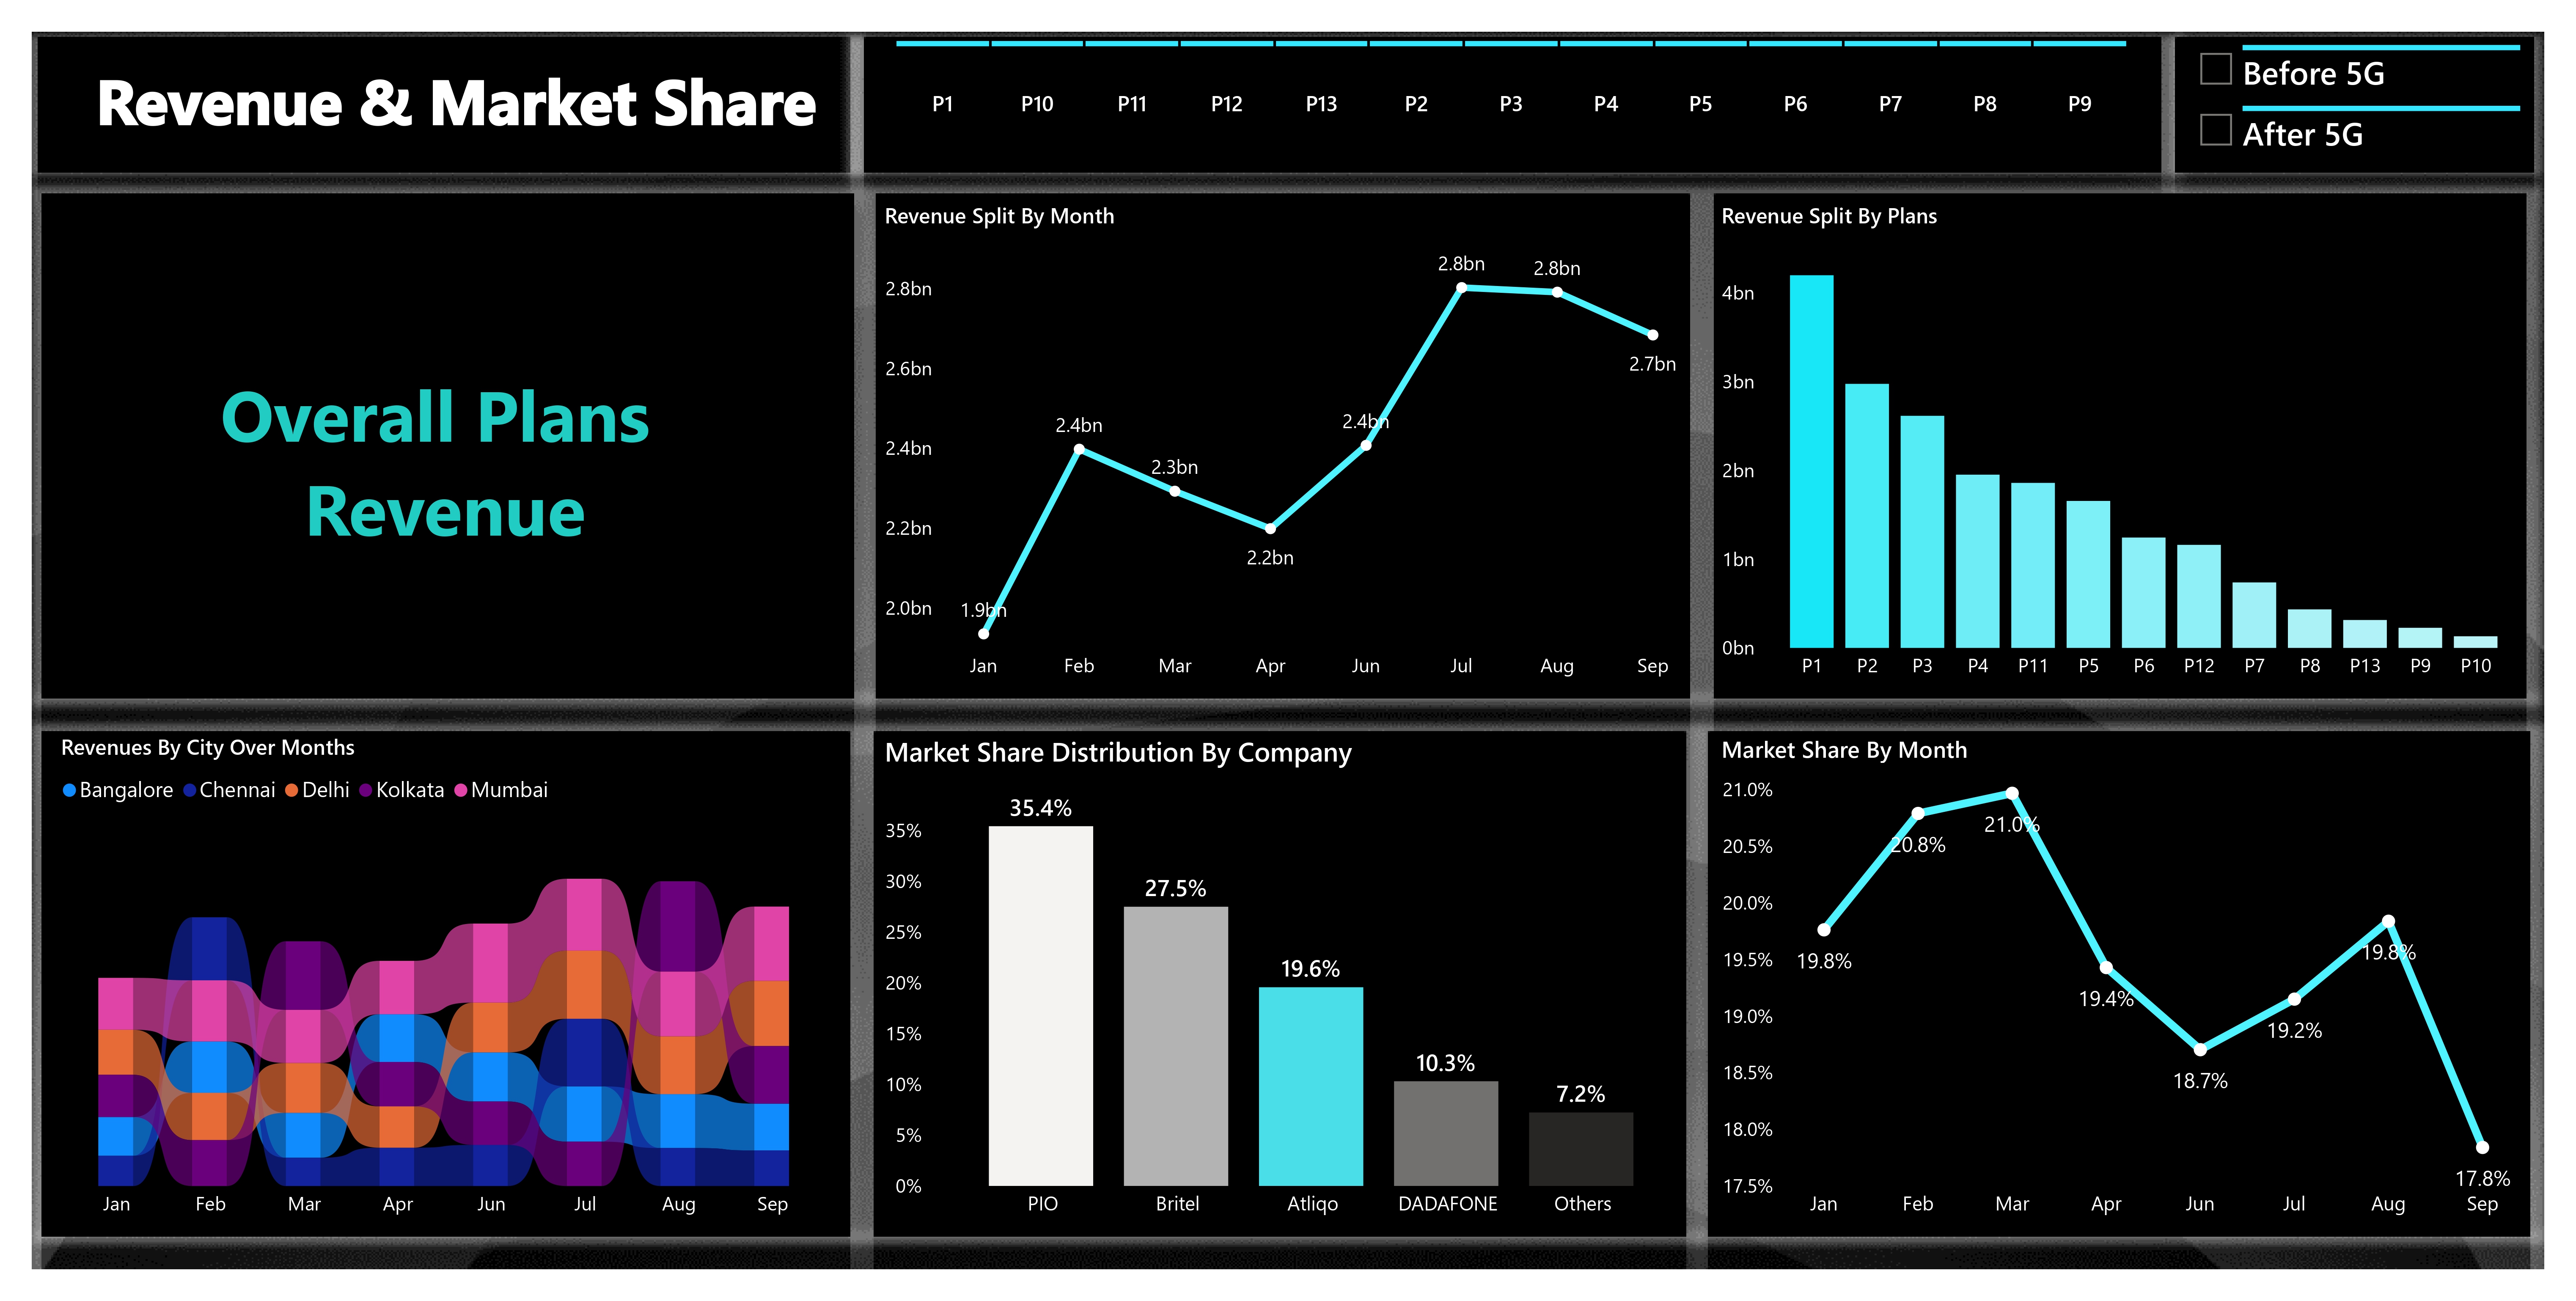 Revenue & Market Share
P1 P10 P11 P12 P13 P2 P3 P4 P5 P6 P7 P8 P9
Before 5G
After 5G
Overall Plans
Revenue
Revenue Split By Month
2.8bn
2.6bn
2.4bn
2.2bn
2.0bn
1.9bn
2.4bn
2.3bn
2.2bn
2.4bn
2.8bn
2.8bn
2.7bn
Jan Feb Mar Apr Jun Jul Aug Sep
Revenue Split By Plans
4bn
3bn
2bn
1bn
0bn
P1 P2 P3 P4 P11 P5 P6 P12 P7 P8 P13 P9 P10
Revenues By City Over Months
Bangalore Chennai Delhi Kolkata Mumbai
Jan Feb Mar Apr Jun Jul Aug Sep
Market Share Distribution By Company
35%
30%
25%
20%
15%
10%
5%
0%
35.4%
27.5%
19.6%
10.3%
7.2%
PIO Britel Atliqo DADAFONE Others
Market Share By Month
21.0%
20.5%
20.0%
19.5%
19.0%
18.5%
18.0%
17.5%
19.8%
20.8%
21.0%
19.4%
18.7%
19.2%
19.8%
17.8%
Jan Feb Mar Apr Jun Jul Aug Sep